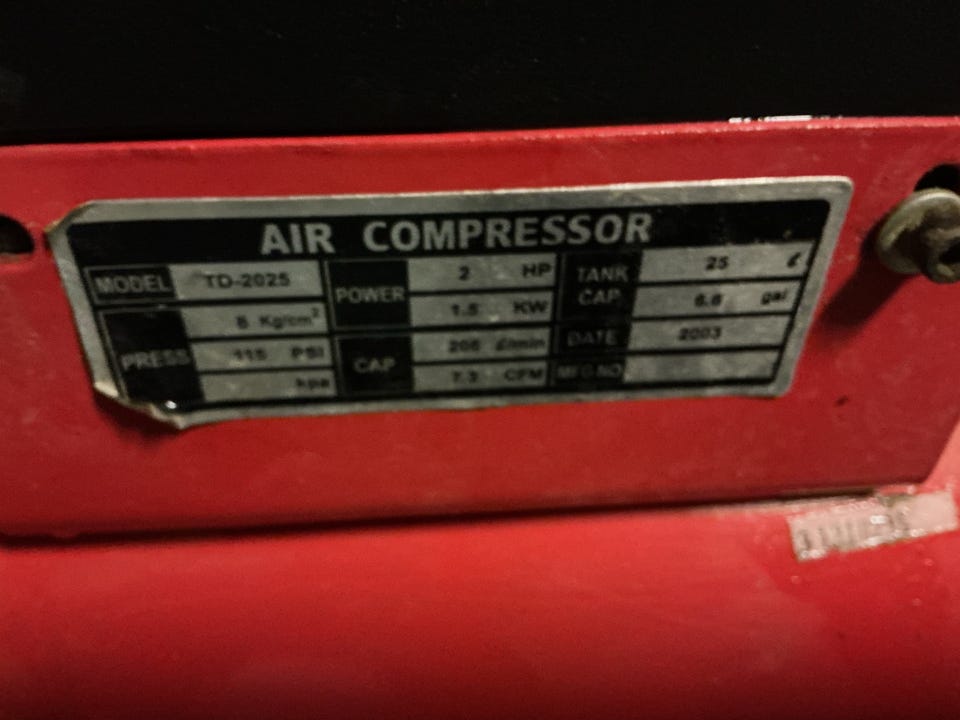 AIR COMPRESSOR
MODEL TD-2025 POWER 2 HP TANK CAP. 25 ℓ
PRESS 8 Kg/cm² 1.5 KW 6.6 gal
115 PSI CAP ℓ/min DATE 2003
kpa 7.3 CFM MFG NO